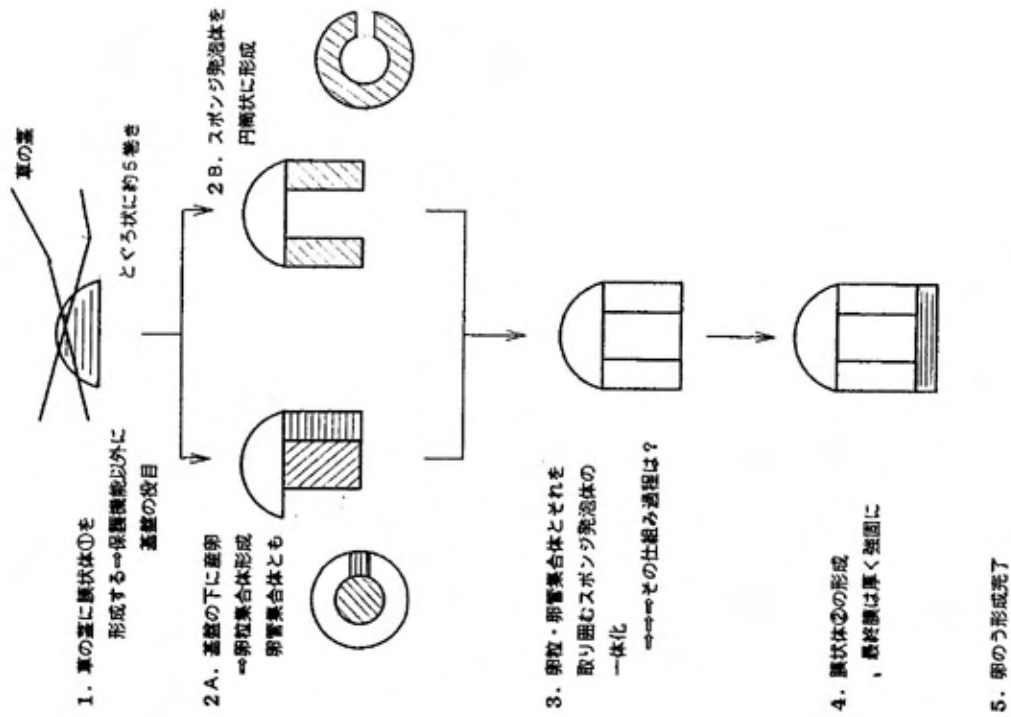 草の茎
1．草の茎に膜状体①を
形成する⇒保護機能以外に
基盤の役目
とぐろ状に約５巻き
2A．基盤の下に産卵
⇒卵粒集合体形成
卵管集合体とも
2B．スポンジ発泡体を
円筒状に形成
3．卵粒・卵管集合体とそれを
取り囲むスポンジ発泡体の
一体化
⇒⇒⇒その仕組み過程は？
4．膜状体②の形成
、最終膜は厚く強固に
5．卵のう形成完了